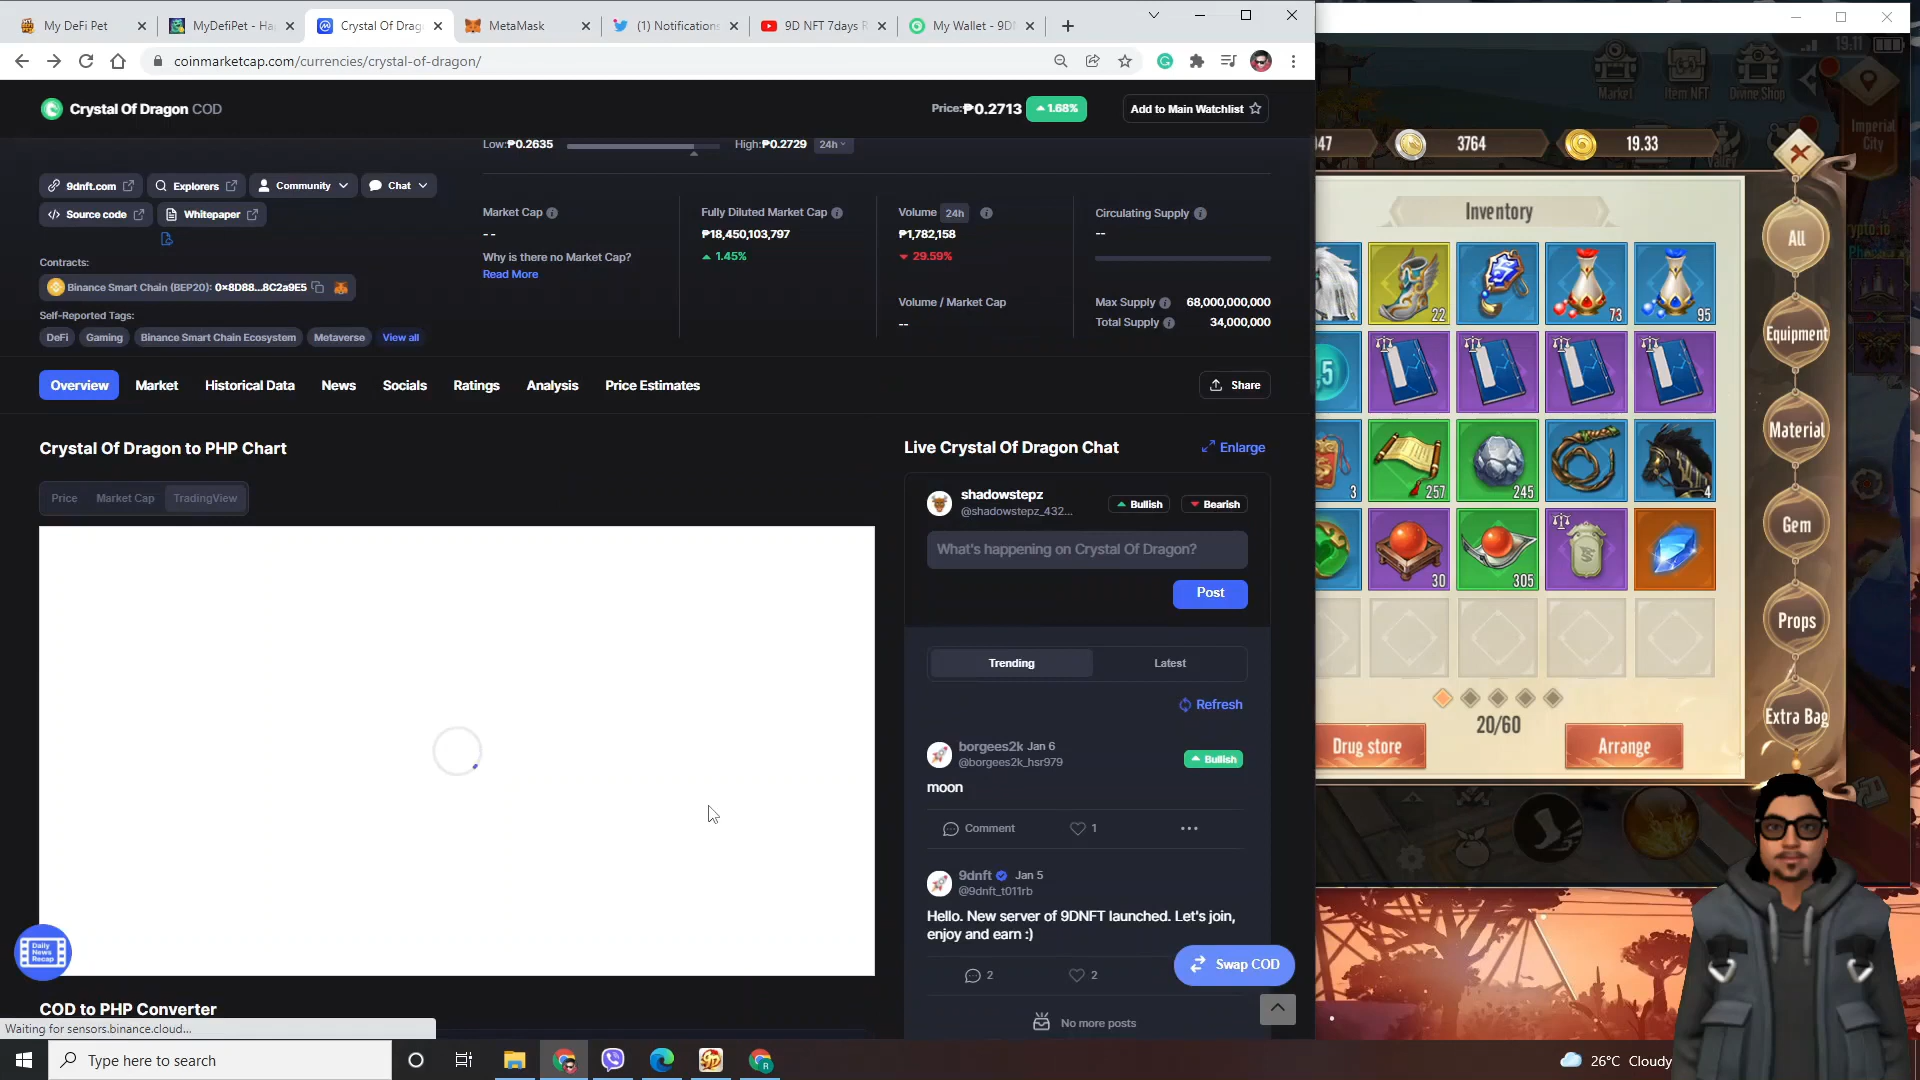 My DeFi Pet
MyDefiPet - Ha
Crystal Of Drag
MetaMask
(1) Notifications
9D NFT 7days R
My Wallet - 9D
coinmarketcap.com/currencies/crystal-of-dragon/
Crystal Of Dragon COD
Price:₱0.2713
1.68%
Add to Main Watchlist
Low:₱0.2635
High:₱0.2729
24h
9dnft.com
Explorers
Community
Chat
Source code
Whitepaper
Contracts:
Binance Smart Chain (BEP20): 0x8D88...8C2a9E5
Self-Reported Tags:
DeFi
Gaming
Binance Smart Chain Ecosystem
Metaverse
View all
Market Cap
--
Why is there no Market Cap?
Read More
Fully Diluted Market Cap
₱18,450,103,797
1.45%
Volume 24h
₱1,782,158
29.59%
Volume / Market Cap
--
Circulating Supply
--
Max Supply 68,000,000,000
Total Supply 34,000,000
Overview
Market
Historical Data
News
Socials
Ratings
Analysis
Price Estimates
Share
Crystal Of Dragon to PHP Chart
Price
Market Cap
TradingView
Live Crystal Of Dragon Chat
Enlarge
shadowstepz
@shadowstepz_432...
Bullish
Bearish
What's happening on Crystal Of Dragon?
Post
Trending
Latest
Refresh
borgees2k Jan 6
@borgees2k_hsr979
Bullish
moon
Comment
1
9dnft Jan 5
@9dnft_t011rb
Hello. New server of 9DNFT launched. Let's join,
enjoy and earn :)
2
2
Swap COD
No more posts
Daily
News
Recap
COD to PHP Converter
Waiting for sensors.binance.cloud...
Type here to search
26°C Cloudy
19:11
Market
Item NFT
Divine Shop
Imperial
City
47
3764
19.33
Inventory
22
73
95
5
3
257
245
4
30
305
20/60
Drug store
Arrange
All
Equipment
Material
Gem
Props
Extra Bag